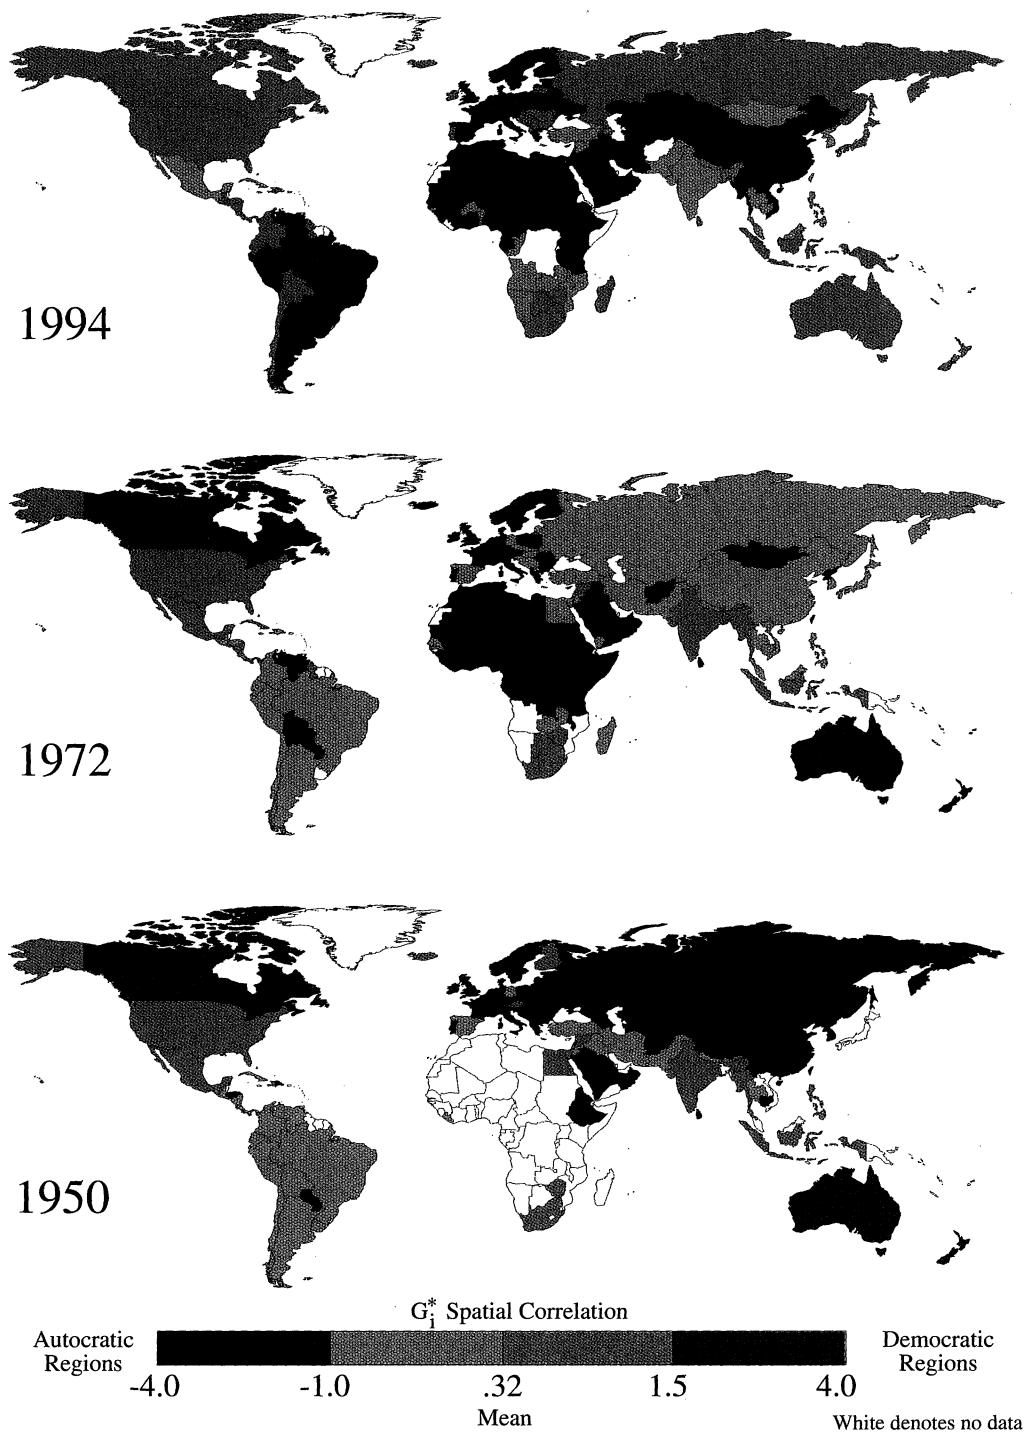 1994
1972
1950
G*i Spatial Correlation
Autocratic Regions
Democratic Regions
-4.0 -1.0 .32 1.5 4.0
Mean
White denotes no data